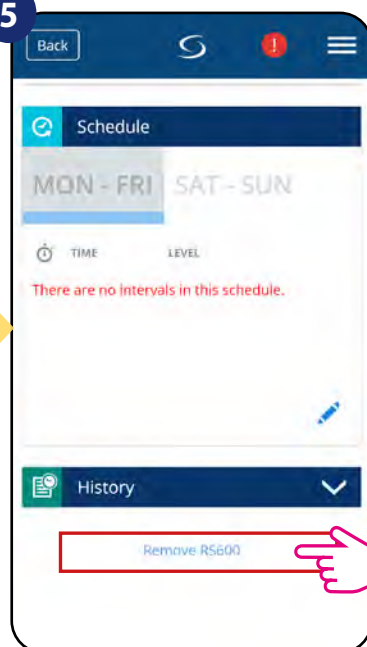 5
Back
!
Schedule
MON - FRI SAT - SUN
TIME LEVEL
There are no intervals in this schedule.
History
Remove RS600